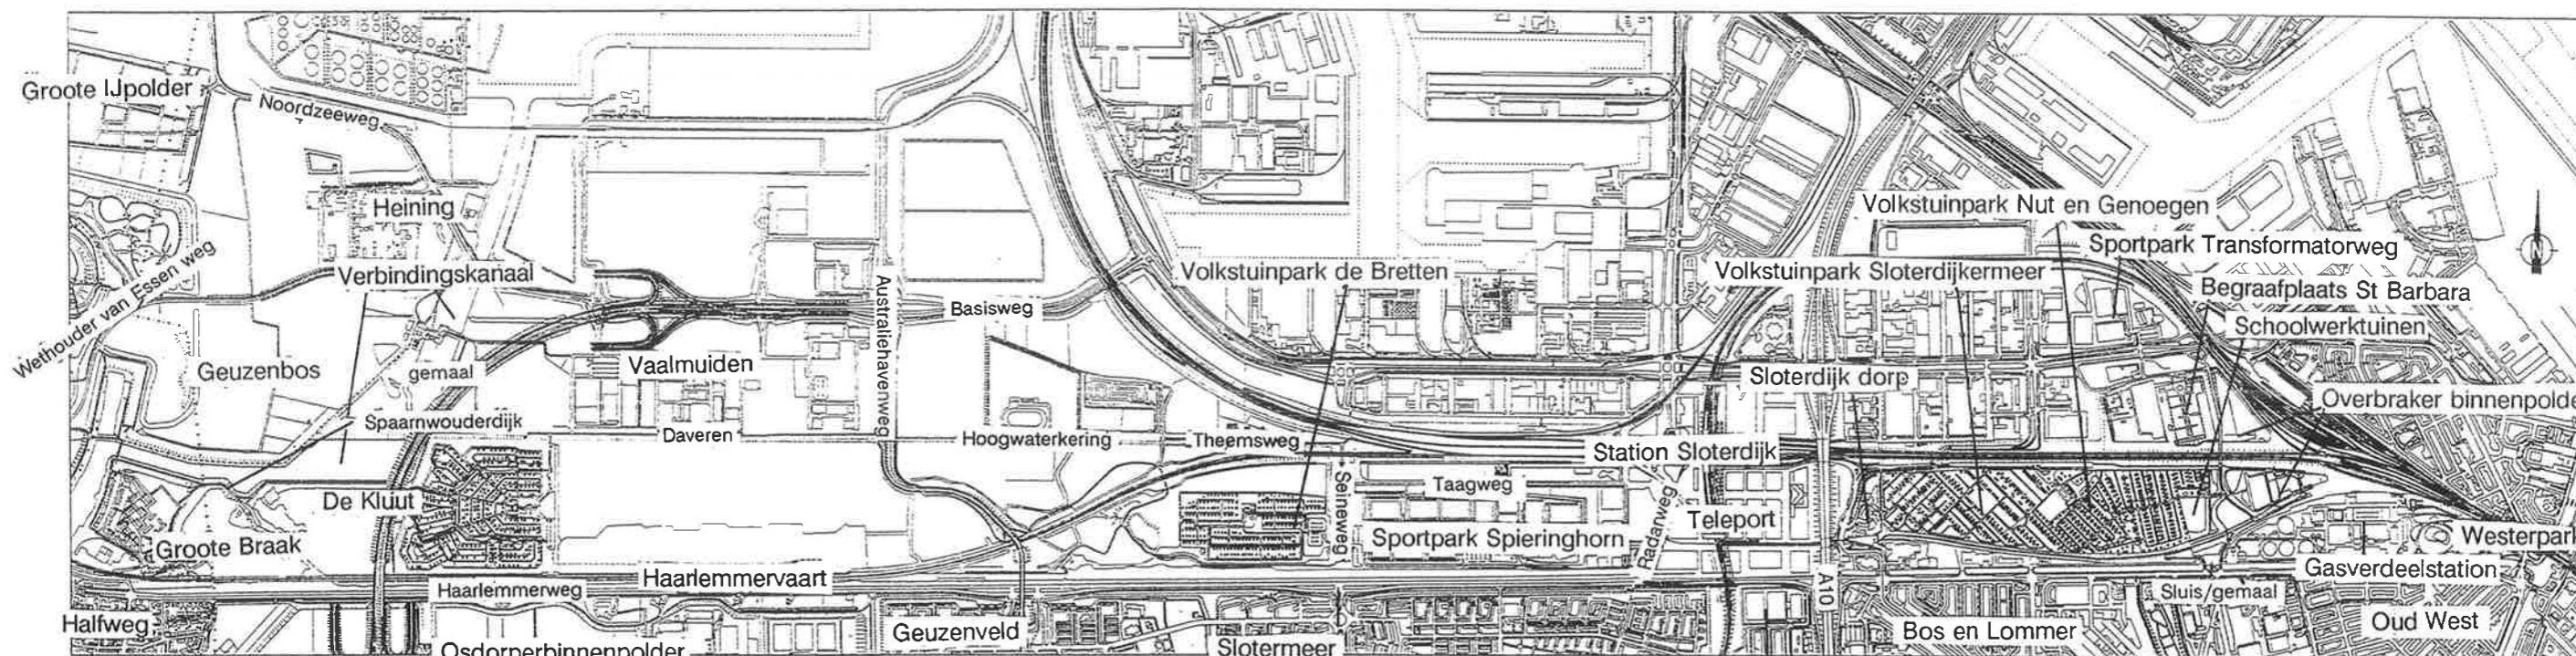 Groote IJpolder
Noordzeeweg
Heining
Volkstuinpark Nut en Genoegen
Sportpark Transformatorweg
Verbindingskanaal
Volkstuinpark de Bretten
Volkstuinpark Sloterdijkermeer
Begraafplaats St Barbara
Wethouder van Essen weg
Australiehavenweg
Basisweg
Schoolwerktuinen
Geuzenbos
gemaal
Vaalmuiden
Sloterdijk dorp
Overbraker binnenpolde
Spaarnwouderdijk
Daveren
Hoogwaterkering
Theemsweg
Station Sloterdijk
De Kluut
Seineweg
Taagweg
Radarweg
Teleport
Groote Braak
Sportpark Spieringhorn
Westerpark
Haarlemmervaart
Haarlemmerweg
A10
Gasverdeelstation
Sluis/gemaal
Halfweg
Geuzenveld
Bos en Lommer
Oud West
Osdorperbinnenpolder
Slotermeer